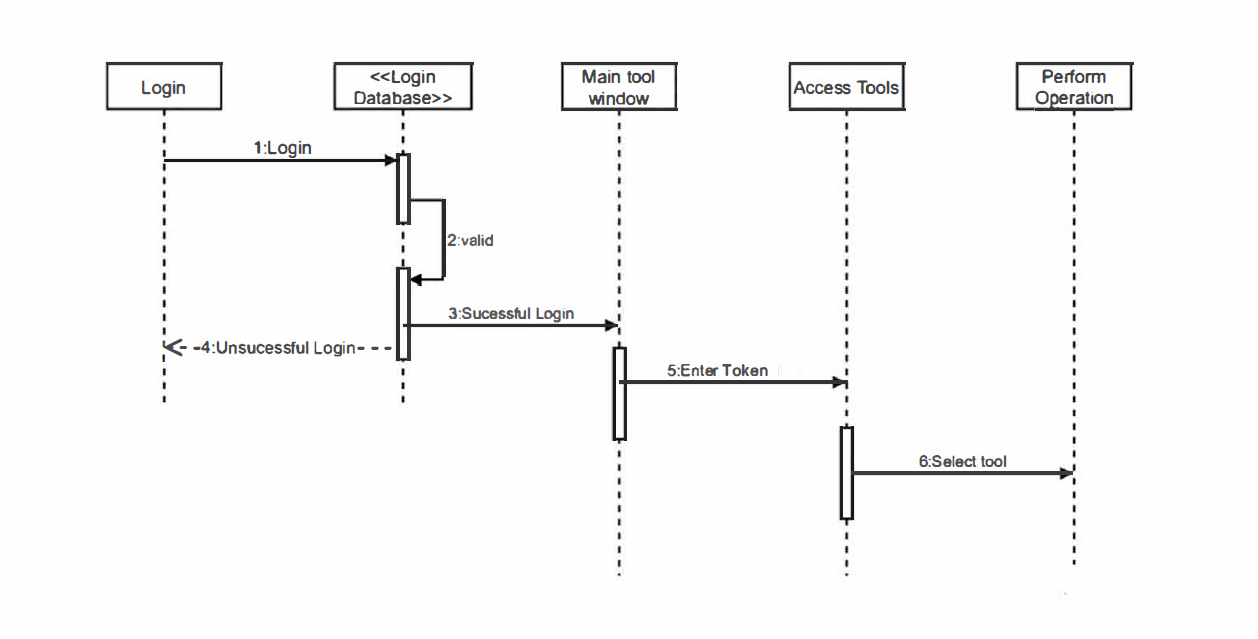 Login
<<Login
Database>>
Main tool
window
Access Tools
Perform
Operation
1:Login
2:valid
3:Sucessful Login
4:Unsucessful Login
5:Enter Token
6:Select tool